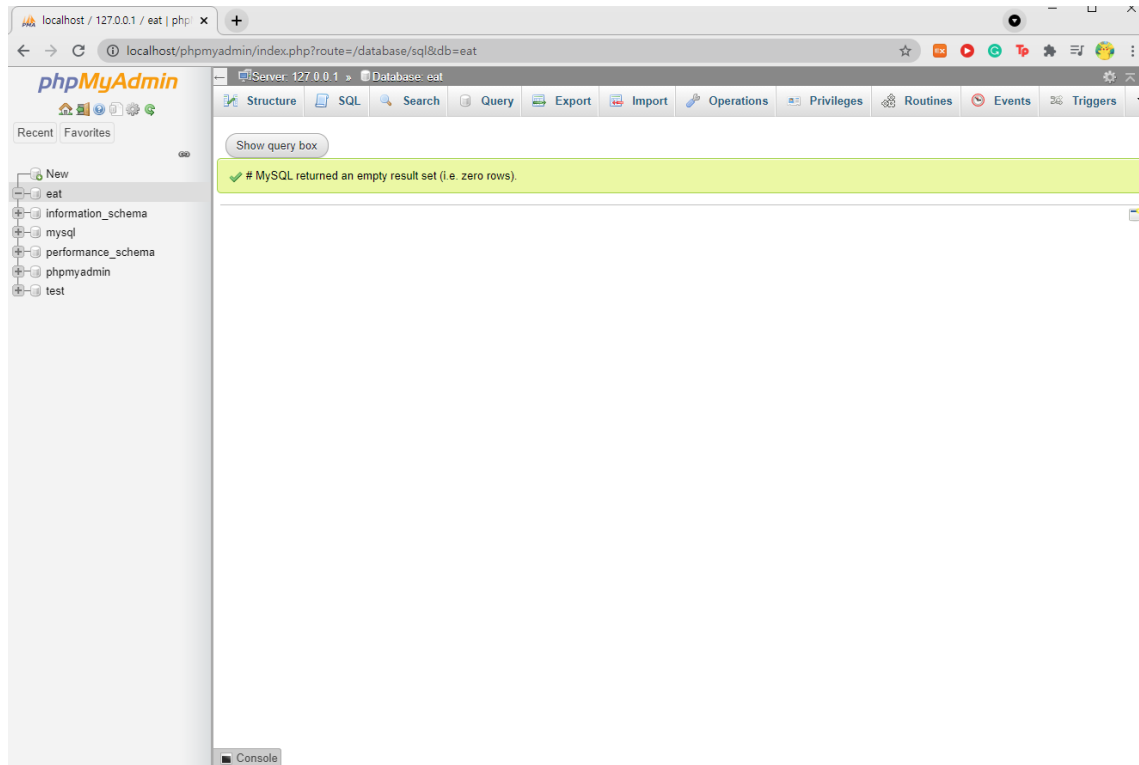 localhost / 127.0.0.1 / eat | php
localhost/phpmyadmin/index.php?route=/database/sql&db=eat
phpMyAdmin
Recent Favorites
New
eat
information_schema
mysql
performance_schema
phpmyadmin
test
Server: 127.0.0.1 » Database: eat
Structure SQL Search Query Export Import Operations Privileges Routines Events Triggers
Show query box
# MySQL returned an empty result set (i.e. zero rows).
Console